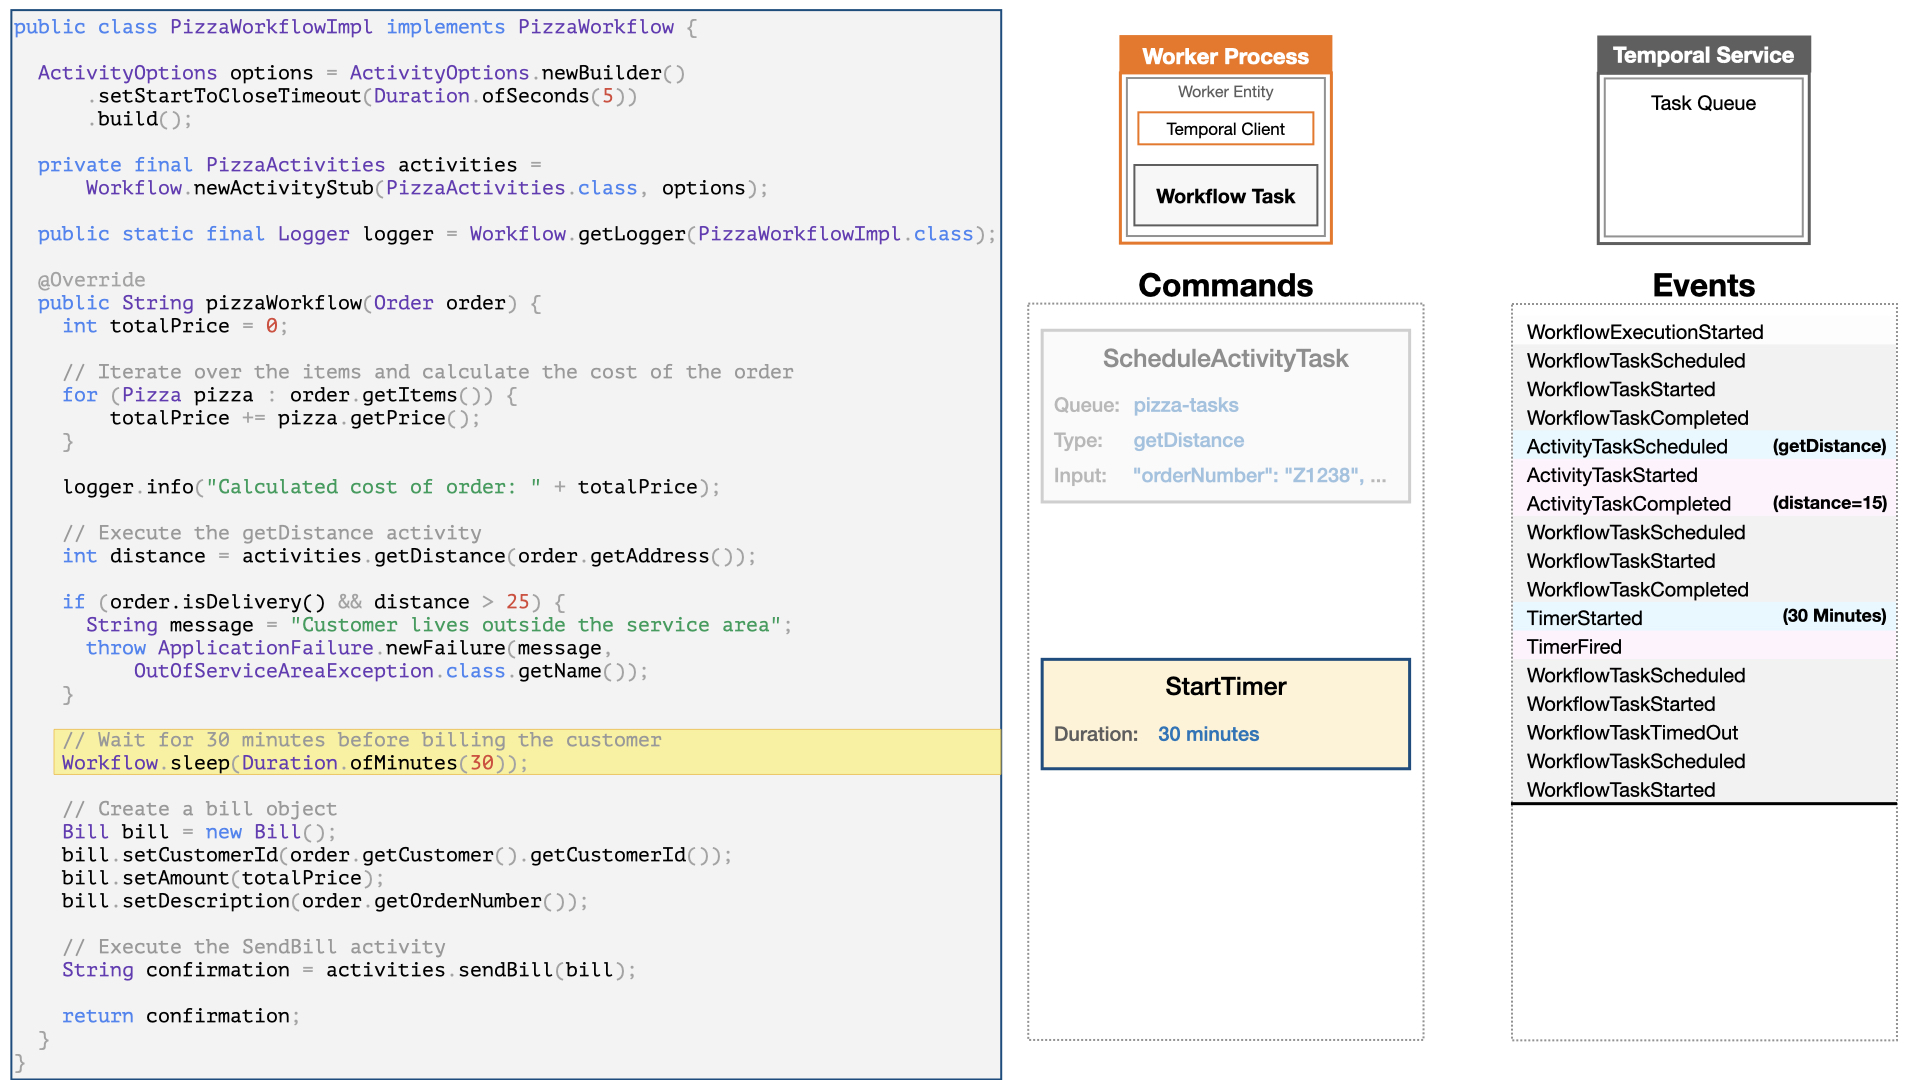 public class PizzaWorkflowImpl implements PizzaWorkflow {
ActivityOptions options = ActivityOptions.newBuilder()
.setStartToCloseTimeout(Duration.ofSeconds(5))
.build();
private final PizzaActivities activities =
Workflow.newActivityStub(PizzaActivities.class, options);
public static final Logger logger = Workflow.getLogger(PizzaWorkflowImpl.class);
@Override
public String pizzaWorkflow(Order order) {
int totalPrice = 0;
// Iterate over the items and calculate the cost of the order
for (Pizza pizza : order.getItems()) {
totalPrice += pizza.getPrice();
}
logger.info("Calculated cost of order: " + totalPrice);
// Execute the getDistance activity
int distance = activities.getDistance(order.getAddress());
if (order.isDelivery() && distance > 25) {
String message = "Customer lives outside the service area";
throw ApplicationFailure.newFailure(message,
OutOfServiceAreaException.class.getName());
}
// Wait for 30 minutes before billing the customer
Workflow.sleep(Duration.ofMinutes(30));
// Create a bill object
Bill bill = new Bill();
bill.setCustomerId(order.getCustomer().getCustomerId());
bill.setAmount(totalPrice);
bill.setDescription(order.getOrderNumber());
// Execute the SendBill activity
String confirmation = activities.sendBill(bill);
return confirmation;
}
}
Worker Process
Worker Entity
Temporal Client
Workflow Task
Commands
ScheduleActivityTask
Queue: pizza-tasks
Type: getDistance
Input: "orderNumber": "Z1238", ...
StartTimer
Duration: 30 minutes
Temporal Service
Task Queue
Events
WorkflowExecutionStarted
WorkflowTaskScheduled
WorkflowTaskStarted
WorkflowTaskCompleted
ActivityTaskScheduled (getDistance)
ActivityTaskStarted
ActivityTaskCompleted (distance=15)
WorkflowTaskScheduled
WorkflowTaskStarted
WorkflowTaskCompleted
TimerStarted (30 Minutes)
TimerFired
WorkflowTaskScheduled
WorkflowTaskStarted
WorkflowTaskTimedOut
WorkflowTaskScheduled
WorkflowTaskStarted